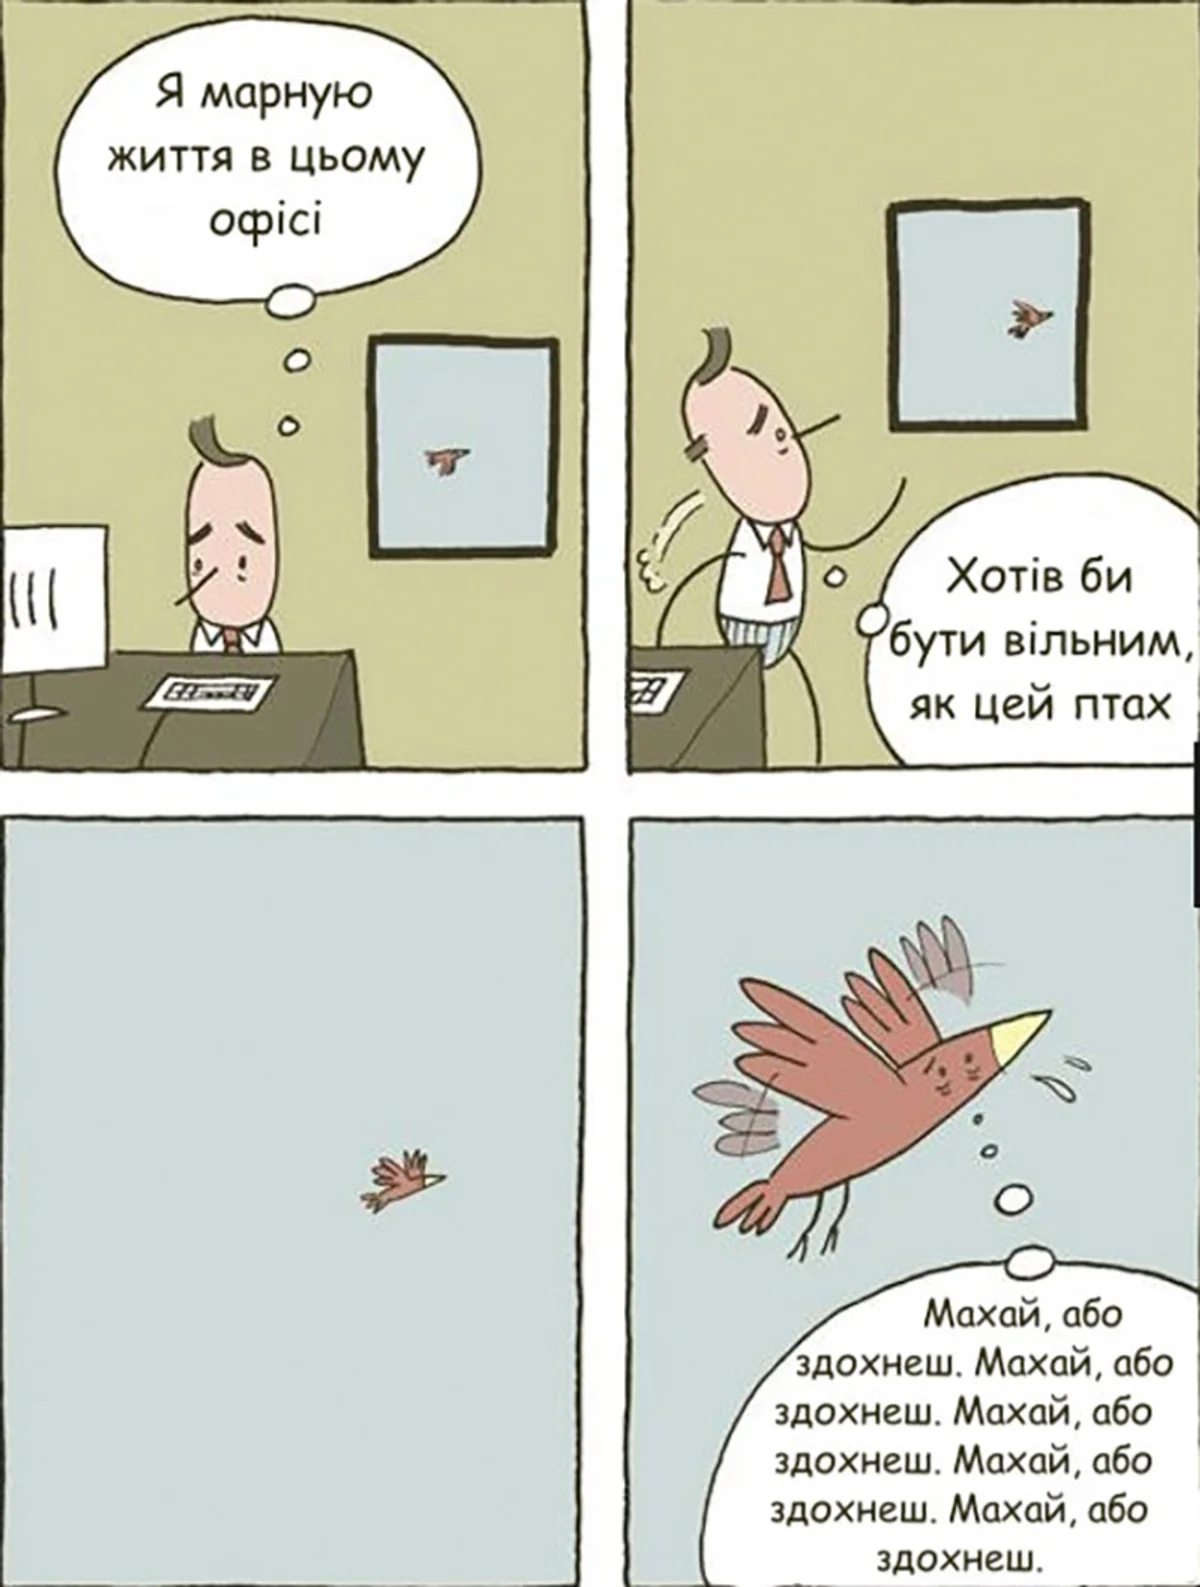 Я марную
життя в цьому
офісі
Хотів би
бути вільним,
як цей птах
Махай, або
здохнеш. Махай, або
здохнеш. Махай, або
здохнеш. Махай, або
здохнеш. Махай, або
здохнеш.